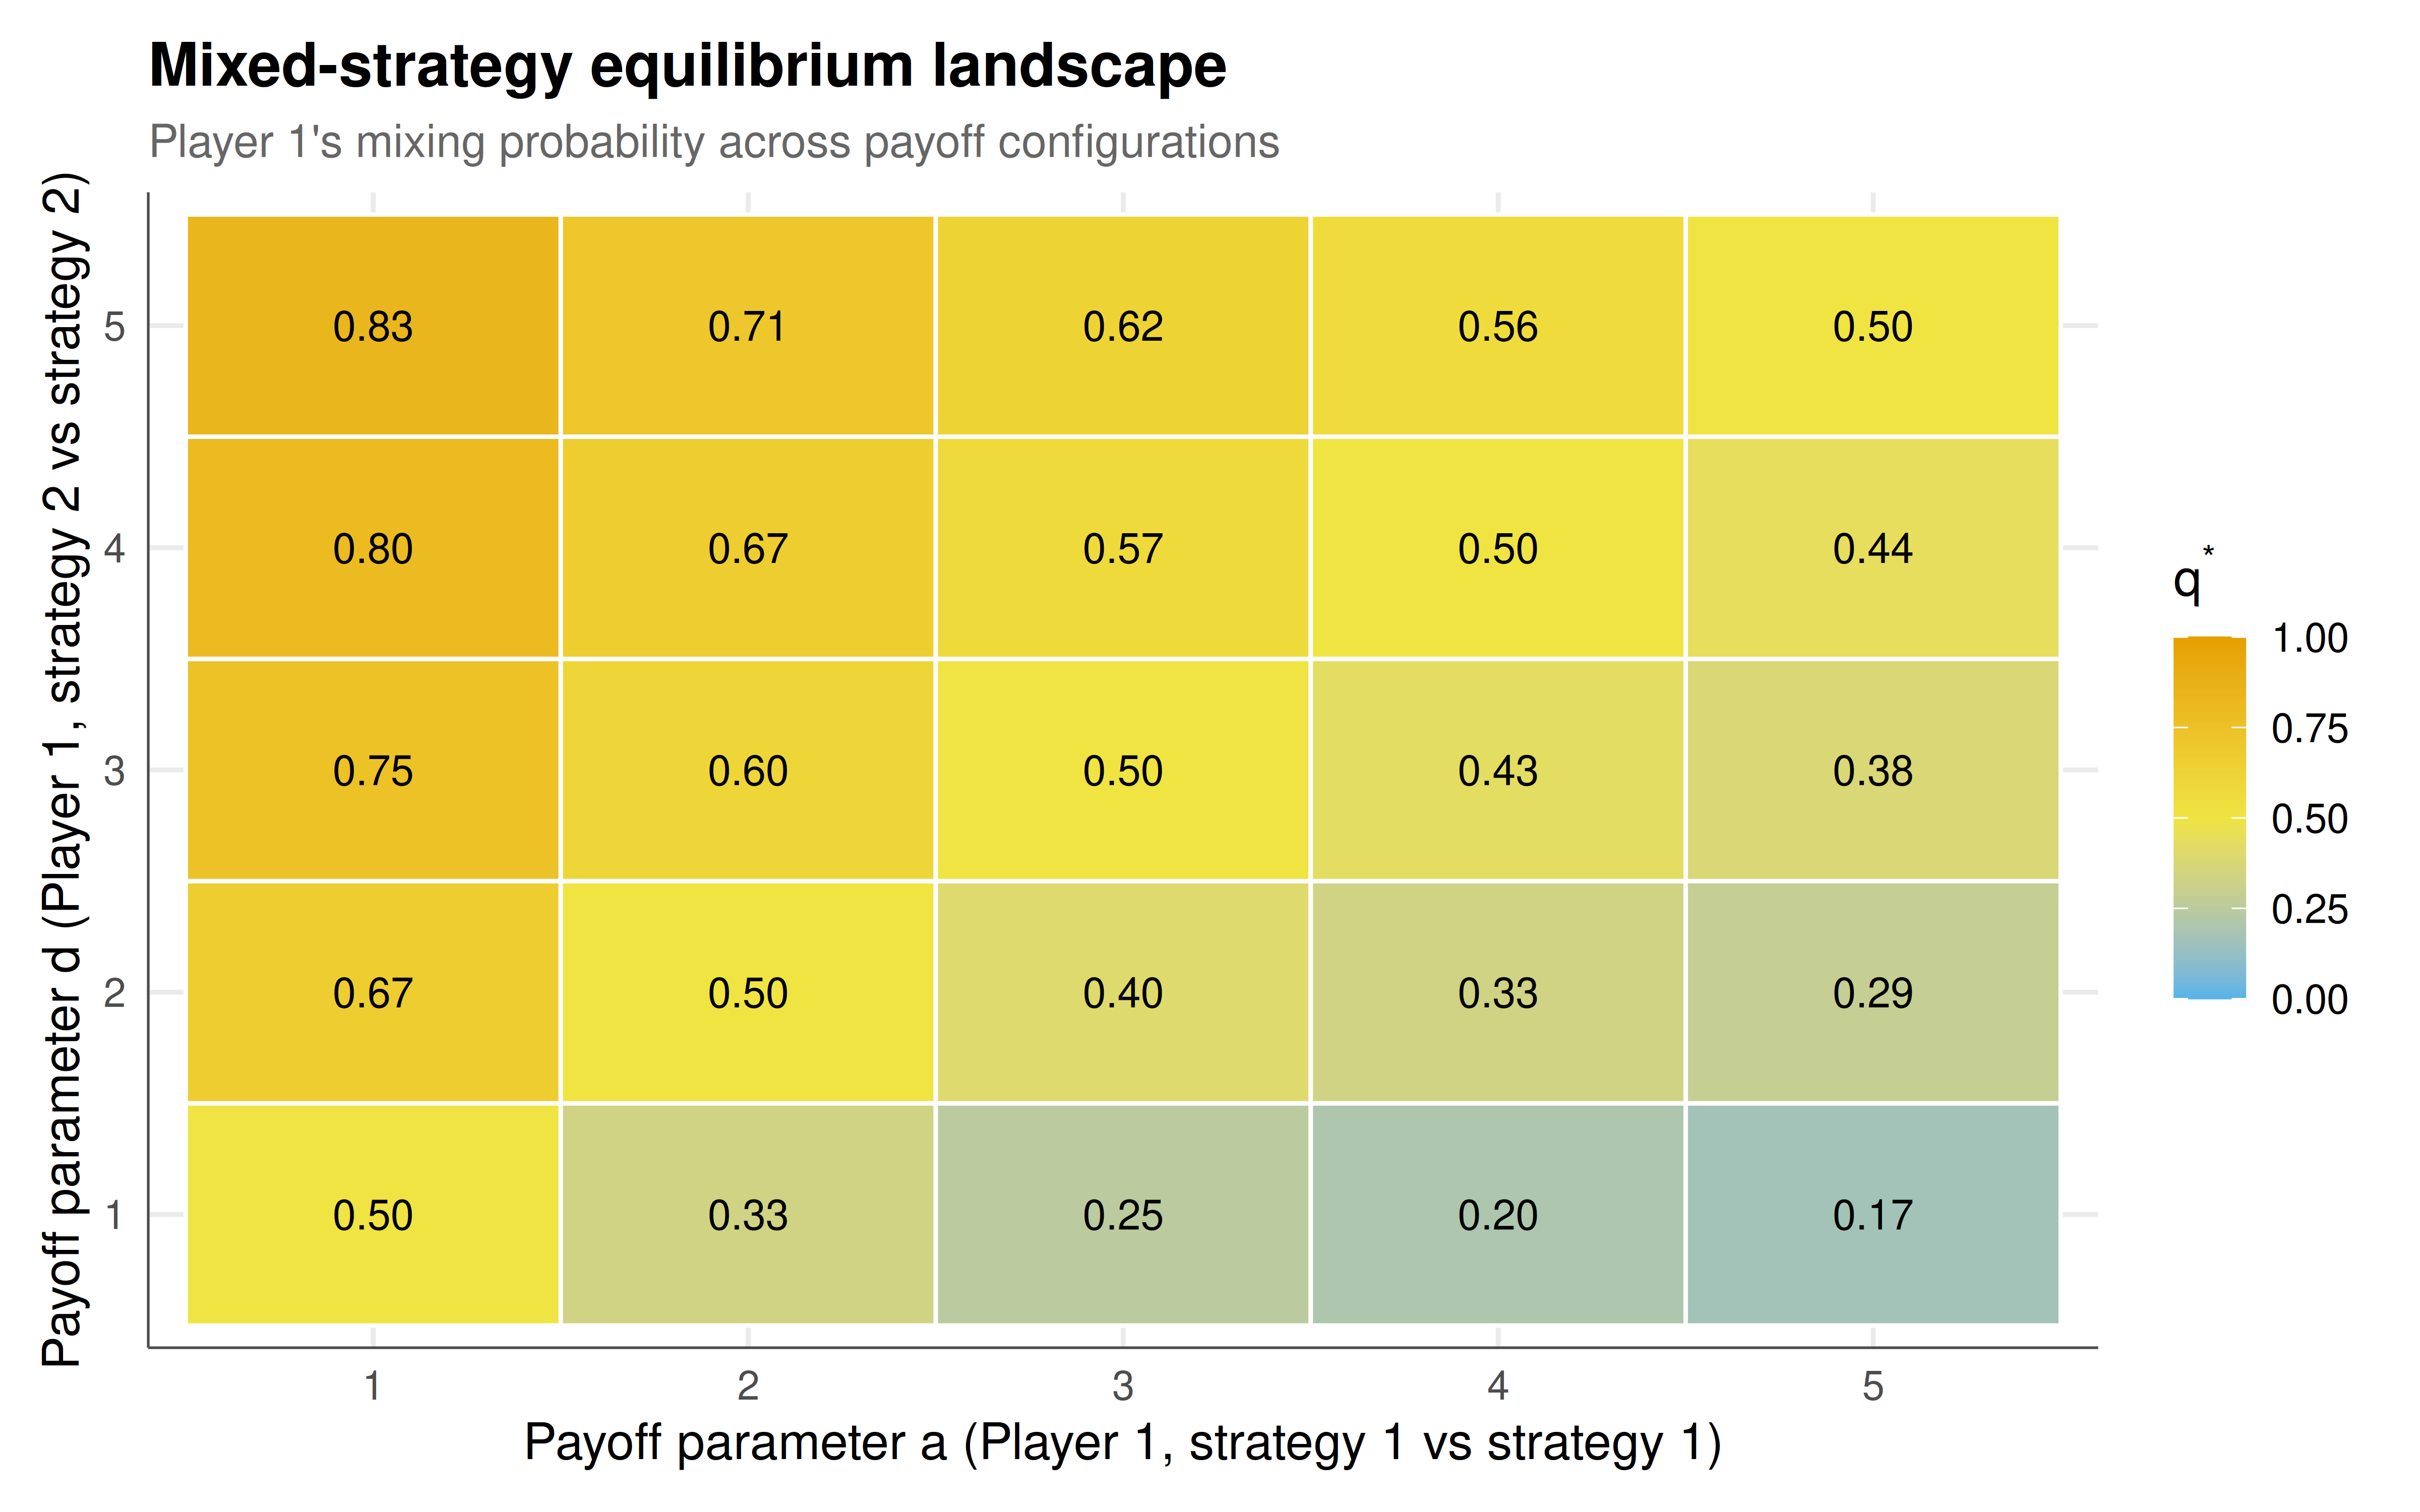 Mixed-strategy equilibrium landscape
Player 1's mixing probability across payoff configurations
Payoff parameter d (Player 1, strategy 2 vs strategy 2)
5 0.83 0.71 0.62 0.56 0.50
4 0.80 0.67 0.57 0.50 0.44
3 0.75 0.60 0.50 0.43 0.38
2 0.67 0.50 0.40 0.33 0.29
1 0.50 0.33 0.25 0.20 0.17
1 2 3 4 5
Payoff parameter a (Player 1, strategy 1 vs strategy 1)
q*
1.00
0.75
0.50
0.25
0.00